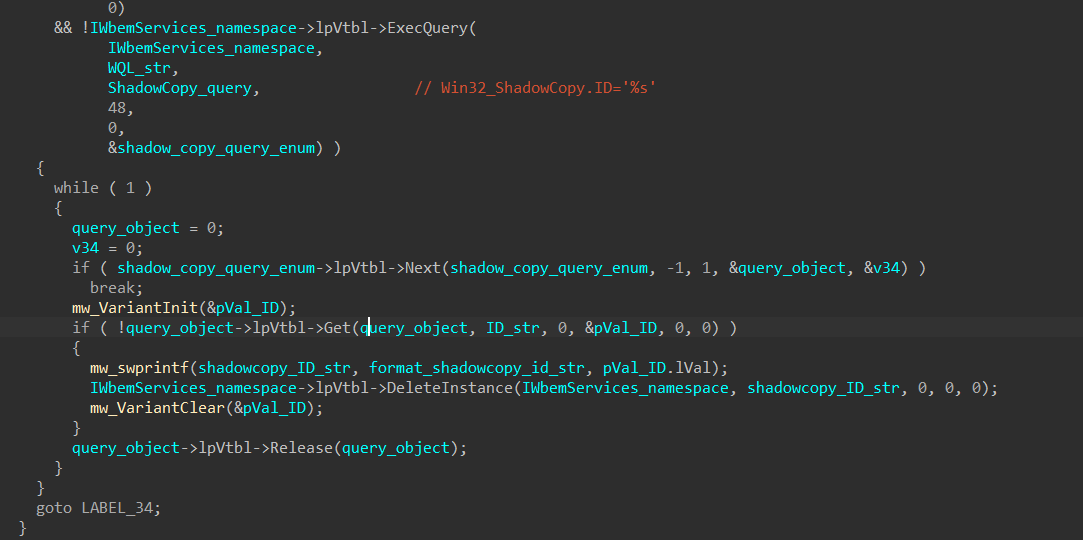 0)
&& !IWbemServices_namespace->lpVtbl->ExecQuery(
IWbemServices_namespace,
WQL_str,
ShadowCopy_query, // Win32_ShadowCopy.ID='%s'
48,
0,
&shadow_copy_query_enum) )
{
while ( 1 )
{
query_object = 0;
v34 = 0;
if ( shadow_copy_query_enum->lpVtbl->Next(shadow_copy_query_enum, -1, 1, &query_object, &v34) )
break;
mw_VariantInit(&pVal_ID);
if ( !query_object->lpVtbl->Get(query_object, ID_str, 0, &pVal_ID, 0, 0) )
{
mw_swprintf(shadowcopy_ID_str, format_shadowcopy_id_str, pVal_ID.lVal);
IWbemServices_namespace->lpVtbl->DeleteInstance(IWbemServices_namespace, shadowcopy_ID_str, 0, 0, 0);
mw_VariantClear(&pVal_ID);
}
query_object->lpVtbl->Release(query_object);
}
}
goto LABEL_34;
}